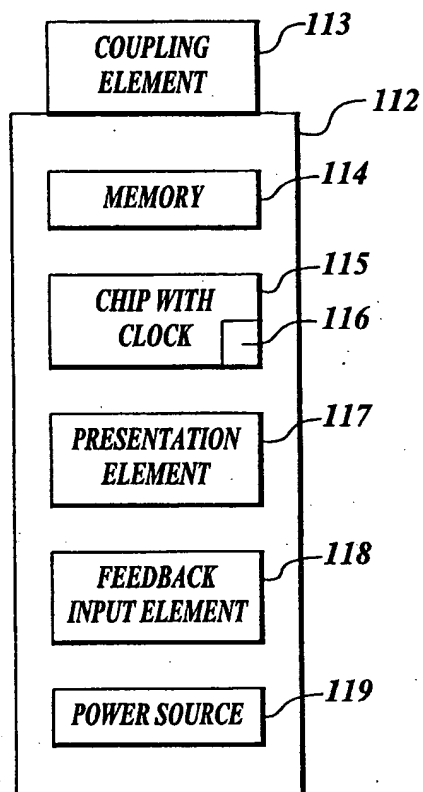 COUPLING
ELEMENT
113
112
MEMORY
114
CHIP WITH
CLOCK
115
116
PRESENTATION
ELEMENT
117
FEEDBACK
INPUT ELEMENT
118
POWER SOURCE
119